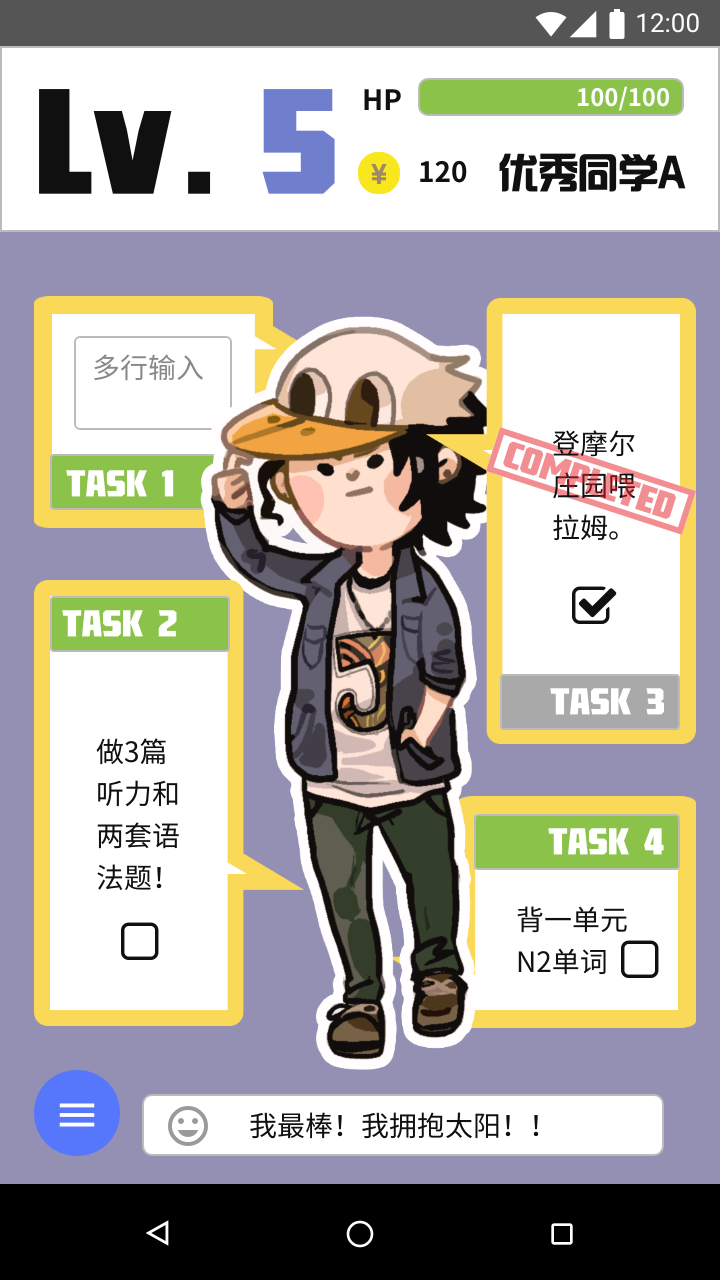 12:00
Lv. 5
HP
100/100
¥
120
优秀同学A
多行输入
TASK 1
登摩尔
庄园喂
拉姆。
COMPLETED
TASK 3
TASK 2
做3篇
听力和
两套语
法题！
TASK 4
背一单元
N2单词
J
我最棒！我拥抱太阳！！